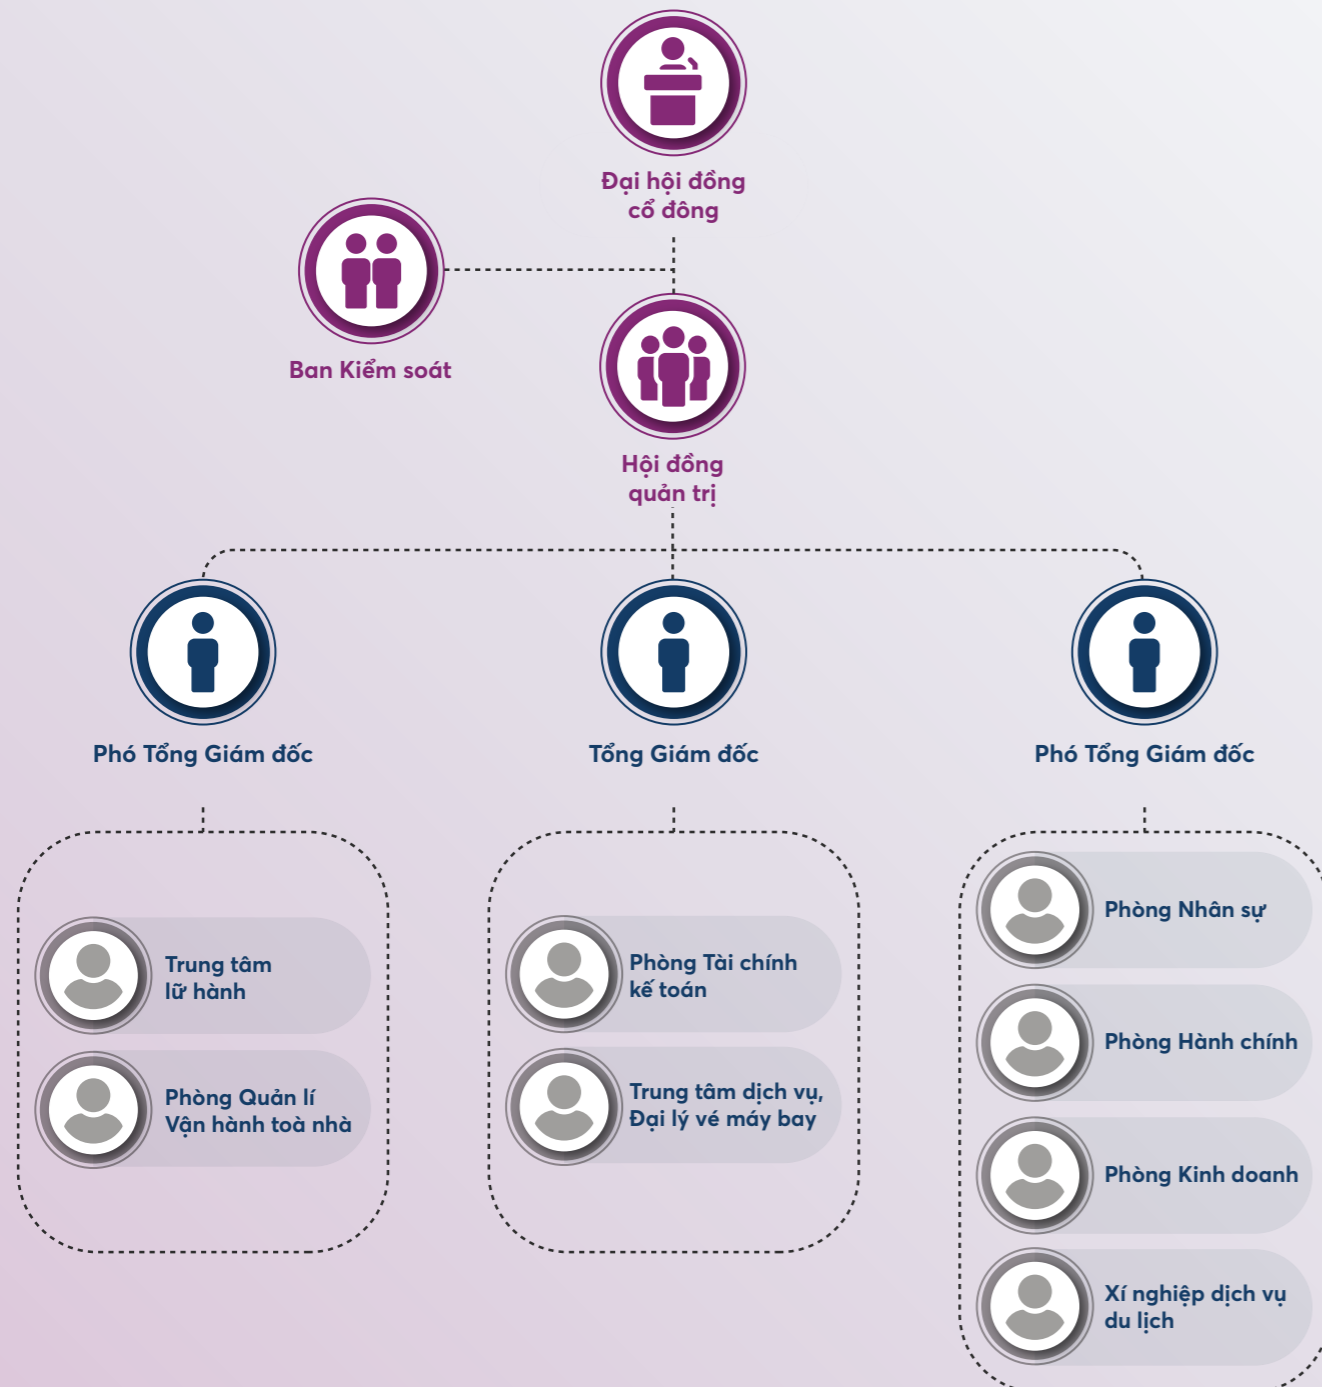 Đại hội đồng
cổ đông
Ban Kiểm soát
Hội đồng
quản trị
Phó Tổng Giám đốc
Tổng Giám đốc
Phó Tổng Giám đốc
Trung tâm
lữ hành
Phòng Quản lí
Vận hành toà nhà
Phòng Tài chính
kế toán
Trung tâm dịch vụ,
Đại lý vé máy bay
Phòng Nhân sự
Phòng Hành chính
Phòng Kinh doanh
Xí nghiệp dịch vụ
du lịch